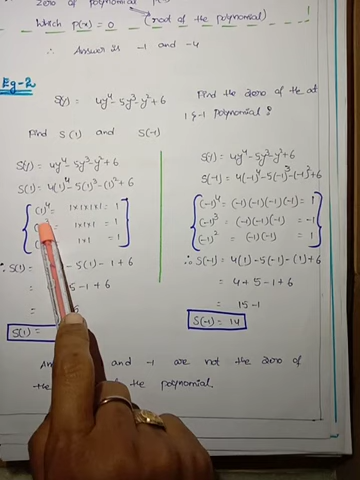 zero of polynomial
Which p(x) = 0 (root of the polynomial)
∴ Answer is -1 and -4
Eg-2
S(y) = 4y⁴ - 5y³ - y² + 6
Find S(1) and S(-1)
Find the zero of the at
1 & -1 polynomial ?
S(y) = 4y⁴ - 5y³ - y² + 6
S(1) = 4(1)⁴ - 5(1)³ - (1)² + 6
(1)⁴ = 1×1×1×1 = 1
= 1×1×1 = 1
1×1 = 1
∴ S(1) = - 5(1) - 1 + 6
= 5 - 1 + 6
=
S(1) =
S(y) = 4y⁴ - 5y³ - y² + 6
S(-1) = 4(-1)⁴ - 5(-1)³ - (-1)² + 6
(-1)⁴ = (-1)(-1)(-1)(-1) = 1
(-1)³ = (-1)(-1)(-1) = -1
(-1)² = (-1)(-1) = 1
∴ S(-1) = 4(1) - 5(-1) - (1) + 6
= 4 + 5 - 1 + 6
= 15 - 1
S(-1) = 14
and -1 are not the zero of
the the polynomial.